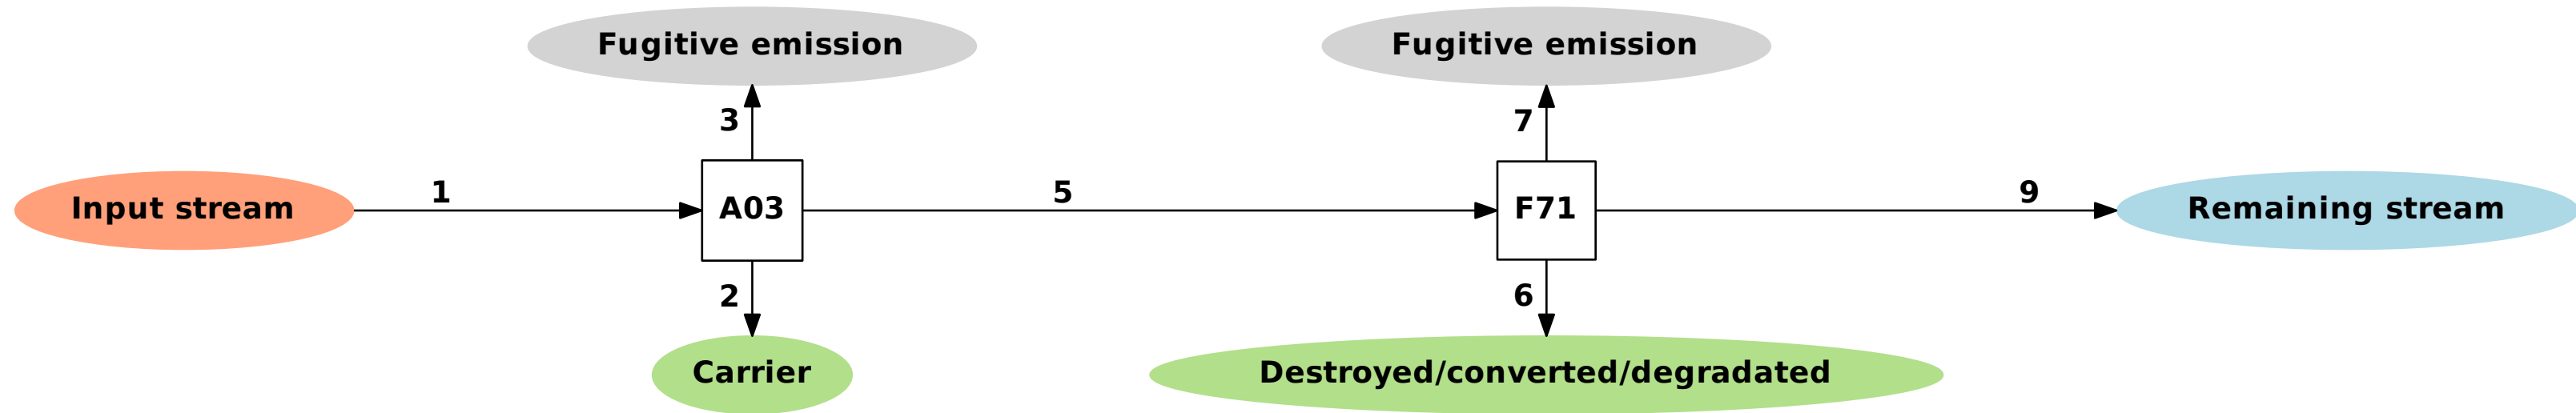 Fugitive emission
Fugitive emission
3
7
Input stream
1
A03
5
F71
9
Remaining stream
2
6
Carrier
Destroyed/converted/degradated